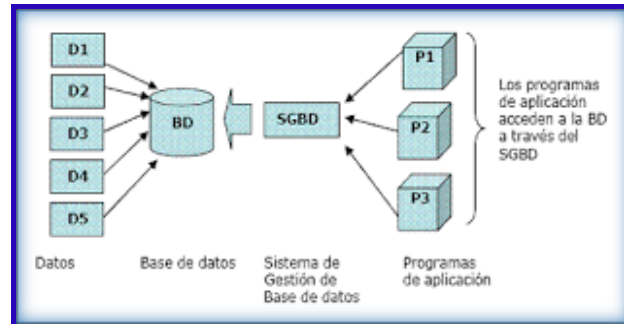 D1
D2
D3
D4
D5
BD
SGBD
P1
P2
P3
Los programas
de aplicación
acceden a la BD
a través del
SGBD
Datos
Base de datos
Sistema de
Gestión de
Base de datos
Programas
de aplicación